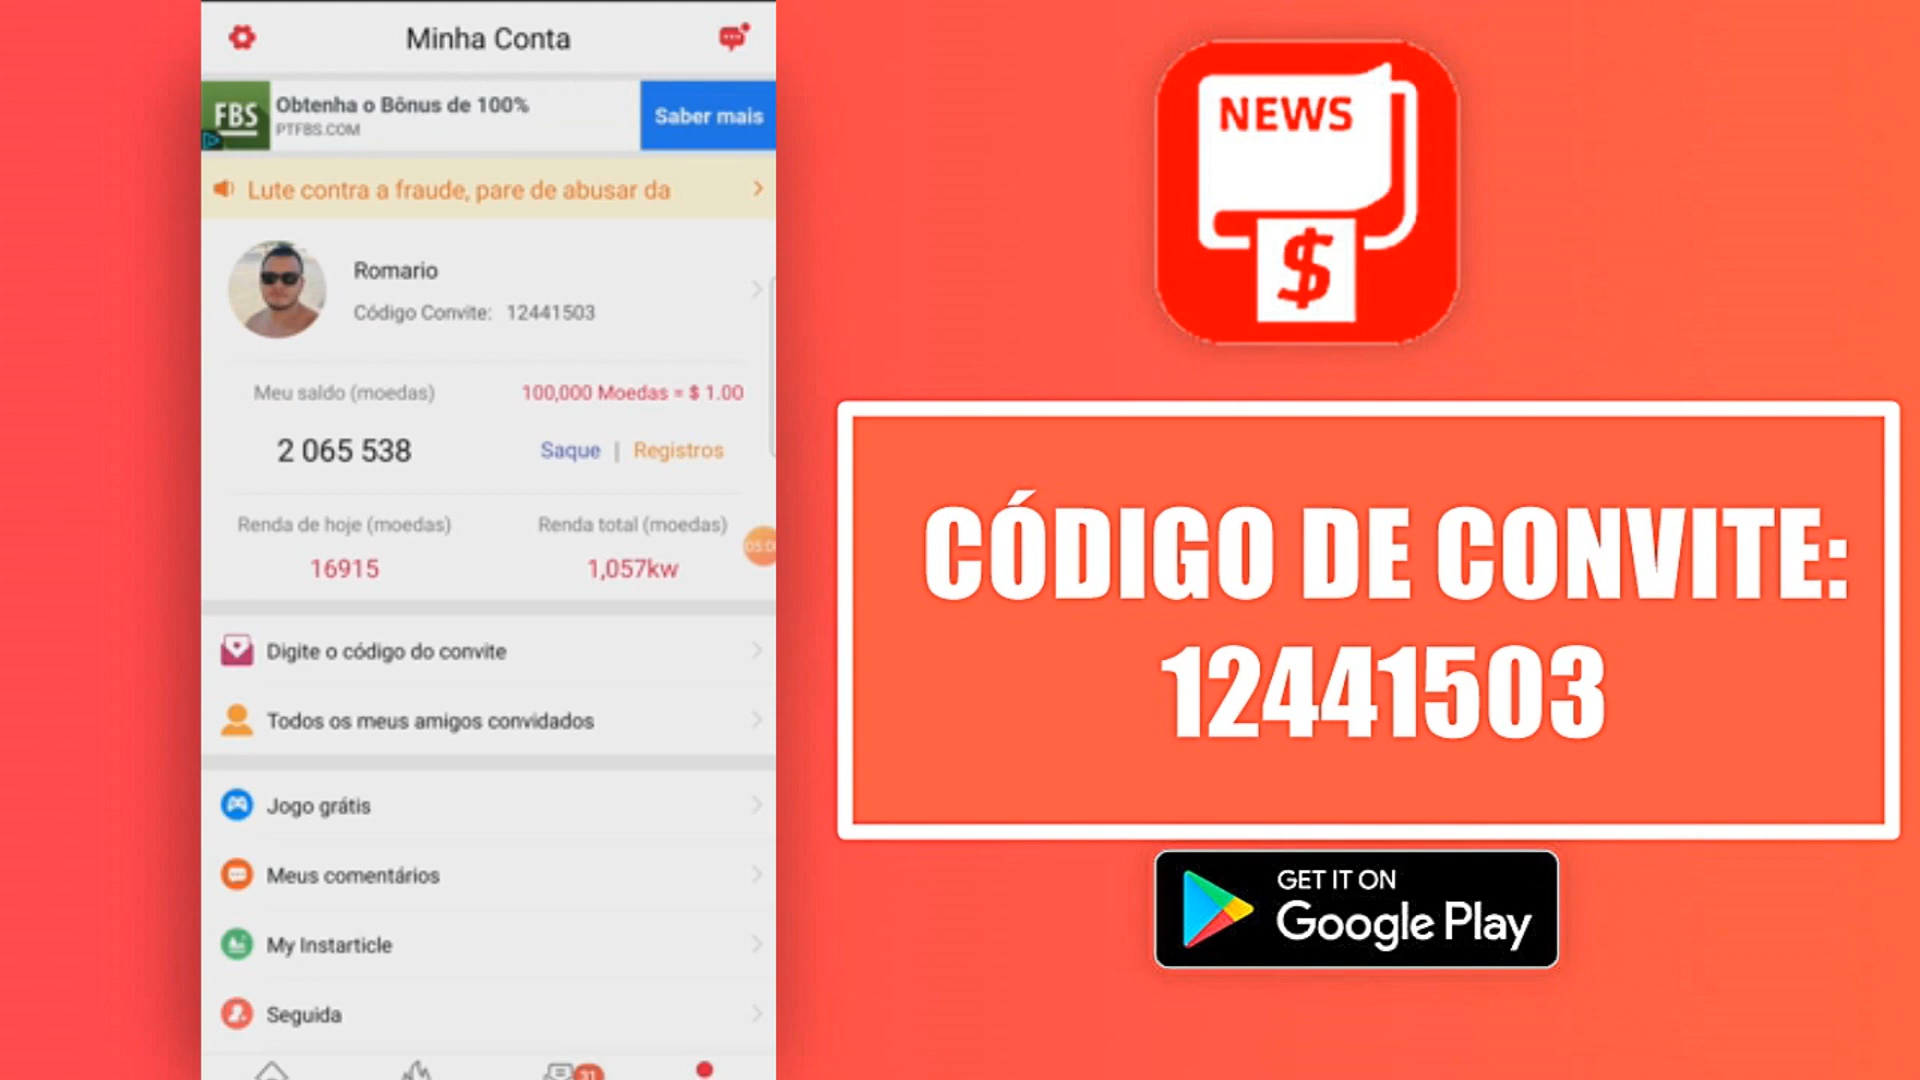 Minha Conta
FBS
Obtenha o Bônus de 100%
PTFBS.COM
Saber mais
Lute contra a fraude, pare de abusar da
Romario
Código Convite: 12441503
Meu saldo (moedas)
100,000 Moedas = $ 1.00
2 065 538
Saque | Registros
Renda de hoje (moedas)
Renda total (moedas)
16915
1,057kw
Digite o código do convite
Todos os meus amigos convidados
Jogo grátis
Meus comentários
My Instarticle
Seguida
31
NEWS
$
CÓDIGO DE CONVITE:
12441503
GET IT ON
Google Play